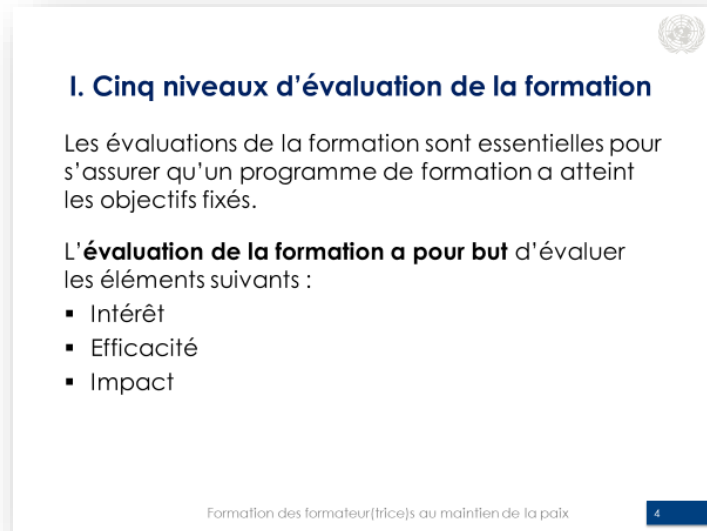 I. Cinq niveaux d’évaluation de la formation
Les évaluations de la formation sont essentielles pour
s’assurer qu’un programme de formation a atteint
les objectifs fixés.
L’évaluation de la formation a pour but d’évaluer
les éléments suivants :
▪ Intérêt
▪ Efficacité
▪ Impact
Formation des formateur(trice)s au maintien de la paix
4